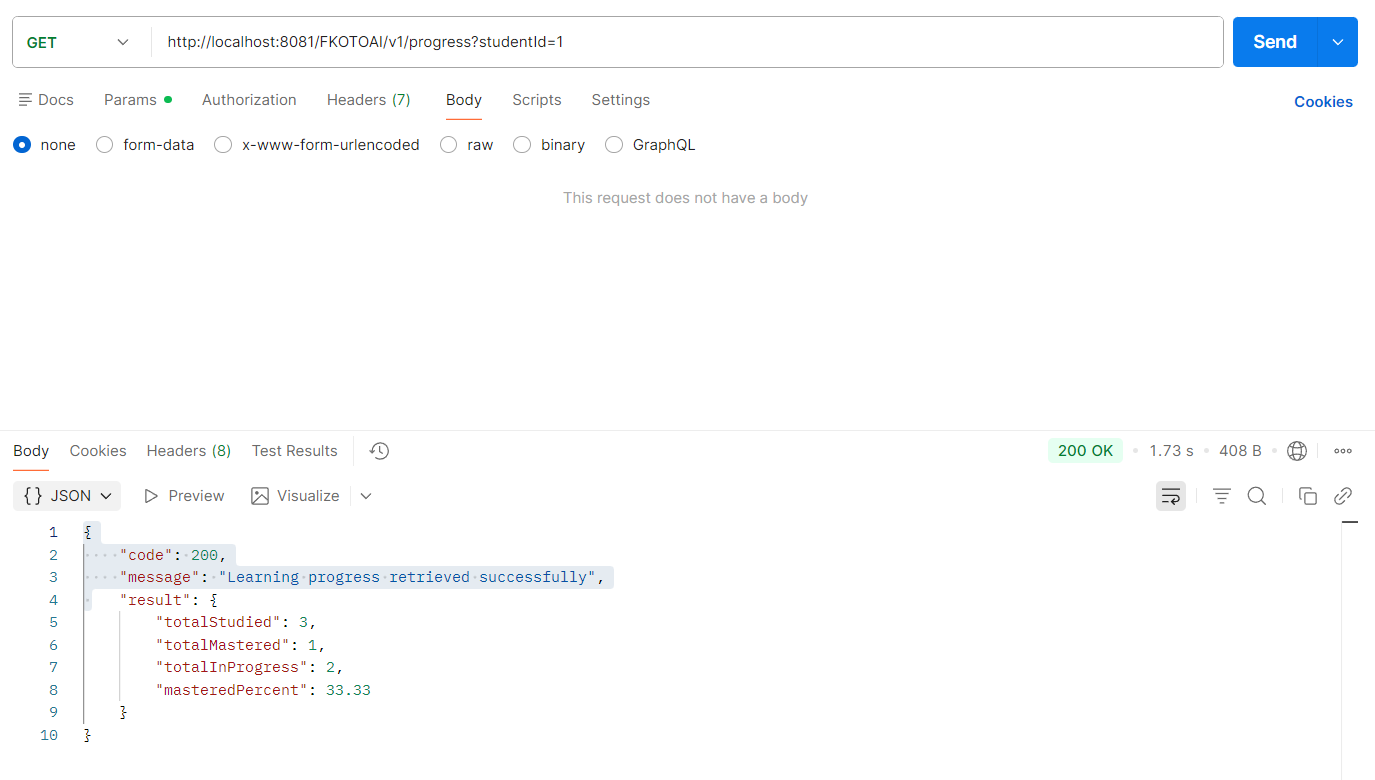 GET http://localhost:8081/FKOTOAI/v1/progress?studentId=1 Send
Docs Params Authorization Headers (7) Body Scripts Settings Cookies
none form-data x-www-form-urlencoded raw binary GraphQL
This request does not have a body
Body Cookies Headers (8) Test Results 200 OK 1.73 s 408 B
{} JSON Preview Visualize
1 {
2 "code": 200,
3 "message": "Learning progress retrieved successfully",
4 "result": {
5 "totalStudied": 3,
6 "totalMastered": 1,
7 "totalInProgress": 2,
8 "masteredPercent": 33.33
9 }
10 }